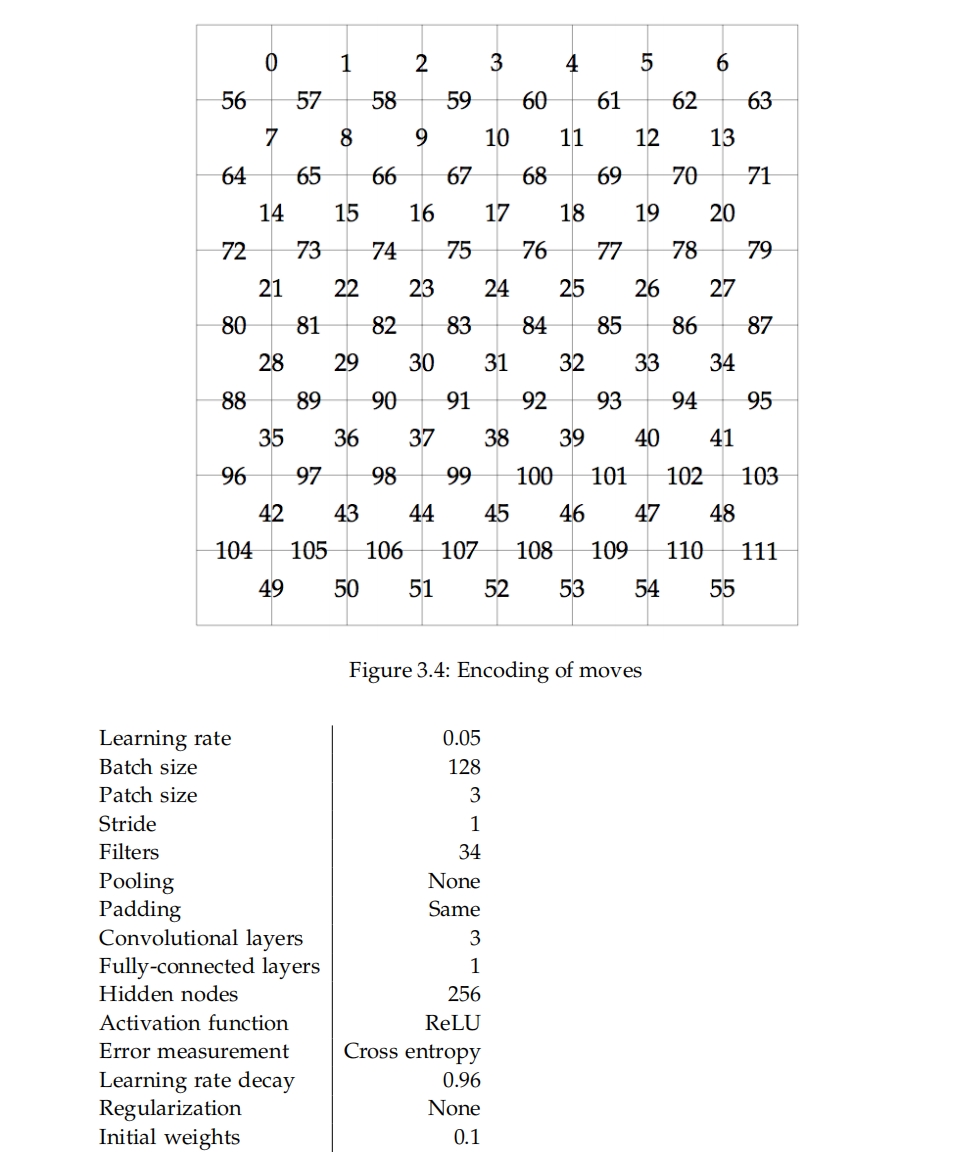 0 1 2 3 4 5 6
56 57 58 59 60 61 62 63
7 8 9 10 11 12 13
64 65 66 67 68 69 70 71
14 15 16 17 18 19 20
72 73 74 75 76 77 78 79
21 22 23 24 25 26 27
80 81 82 83 84 85 86 87
28 29 30 31 32 33 34
88 89 90 91 92 93 94 95
35 36 37 38 39 40 41
96 97 98 99 100 101 102 103
42 43 44 45 46 47 48
104 105 106 107 108 109 110 111
49 50 51 52 53 54 55
Figure 3.4: Encoding of moves
Learning rate 0.05
Batch size 128
Patch size 3
Stride 1
Filters 34
Pooling None
Padding Same
Convolutional layers 3
Fully-connected layers 1
Hidden nodes 256
Activation function ReLU
Error measurement Cross entropy
Learning rate decay 0.96
Regularization None
Initial weights 0.1